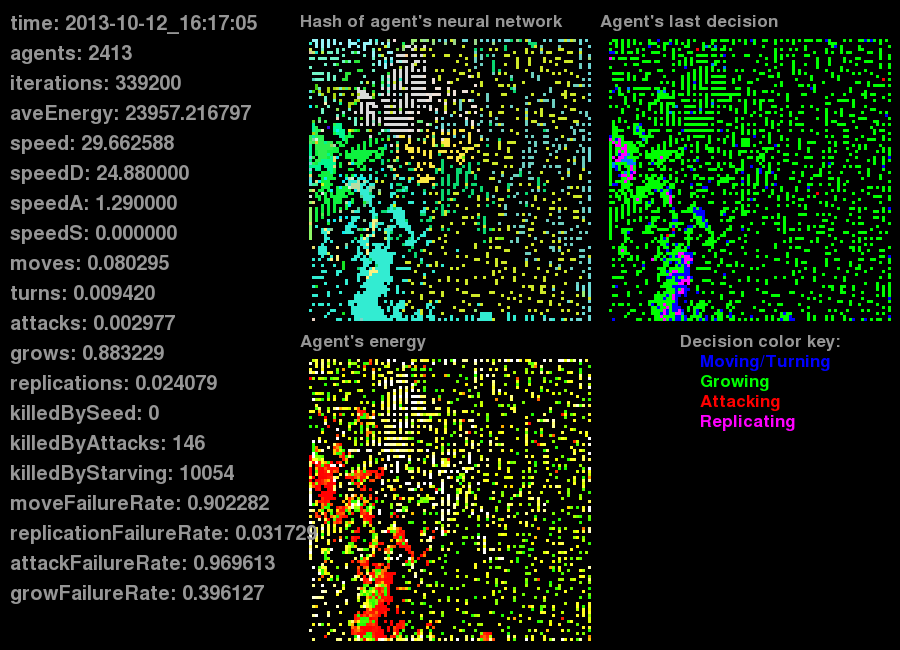 time: 2013-10-12_16:17:05
agents: 2413
iterations: 339200
aveEnergy: 23957.216797
speed: 29.662588
speedD: 24.880000
speedA: 1.290000
speedS: 0.000000
moves: 0.080295
turns: 0.009420
attacks: 0.002977
grows: 0.883229
replications: 0.024079
killedBySeed: 0
killedByAttacks: 146
killedByStarving: 10054
moveFailureRate: 0.902282
replicationFailureRate: 0.031729
attackFailureRate: 0.969613
growFailureRate: 0.396127
Hash of agent's neural network
Agent's last decision
Agent's energy
Decision color key:
Moving/Turning
Growing
Attacking
Replicating